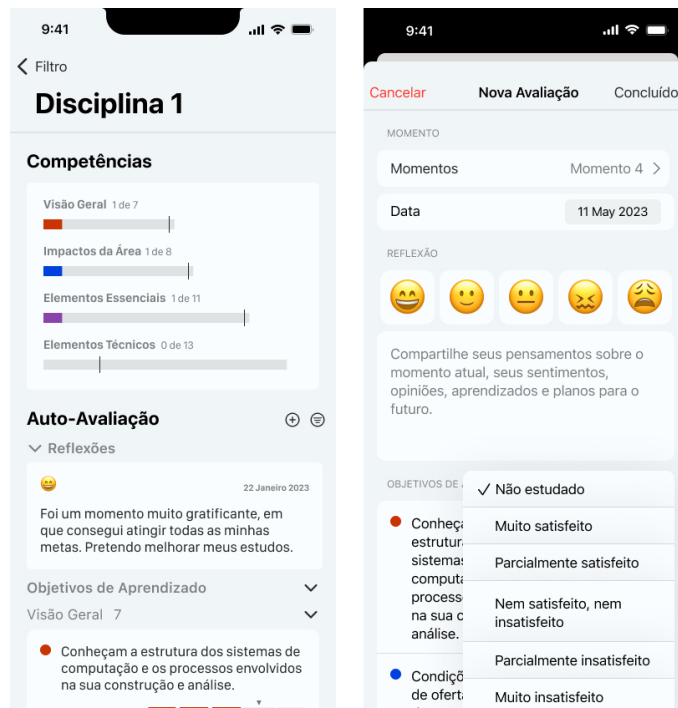 9:41
Filtro
Disciplina 1
Competências
Visão Geral 1 de 7
Impactos da Área 1 de 8
Elementos Essenciais 1 de 11
Elementos Técnicos 0 de 13
Auto-Avaliação
Reflexões
22 Janeiro 2023
Foi um momento muito gratificante, em
que consegui atingir todas as minhas
metas. Pretendo melhorar meus estudos.
Objetivos de Aprendizado
Visão Geral 7
Conheçam a estrutura dos sistemas de
computação e os processos envolvidos
na sua construção e análise.
9:41
Cancelar Nova Avaliação Concluído
MOMENTO
Momentos Momento 4
Data 11 May 2023
REFLEXÃO
Compartilhe seus pensamentos sobre o
momento atual, seus sentimentos,
opiniões, aprendizados e planos para o
futuro.
OBJETIVOS DE
Conheça
estrutur
sistemas
computa
process
na sua c
análise.
Condiçõ
de oferta
Não estudado
Muito satisfeito
Parcialmente satisfeito
Nem satisfeito, nem
insatisfeito
Parcialmente insatisfeito
Muito insatisfeito